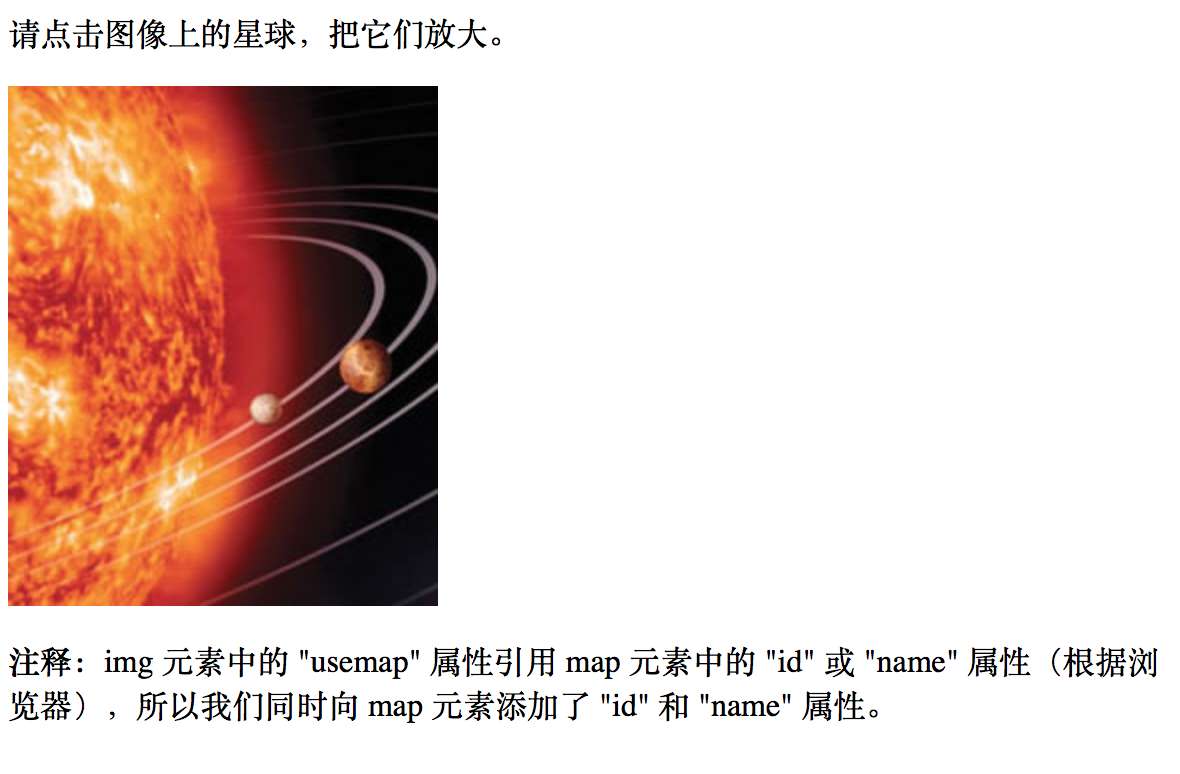 请点击图像上的星球，把它们放大。
注释：img 元素中的 "usemap" 属性引用 map 元素中的 "id" 或 "name" 属性（根据浏
览器），所以我们同时向 map 元素添加了 "id" 和 "name" 属性。